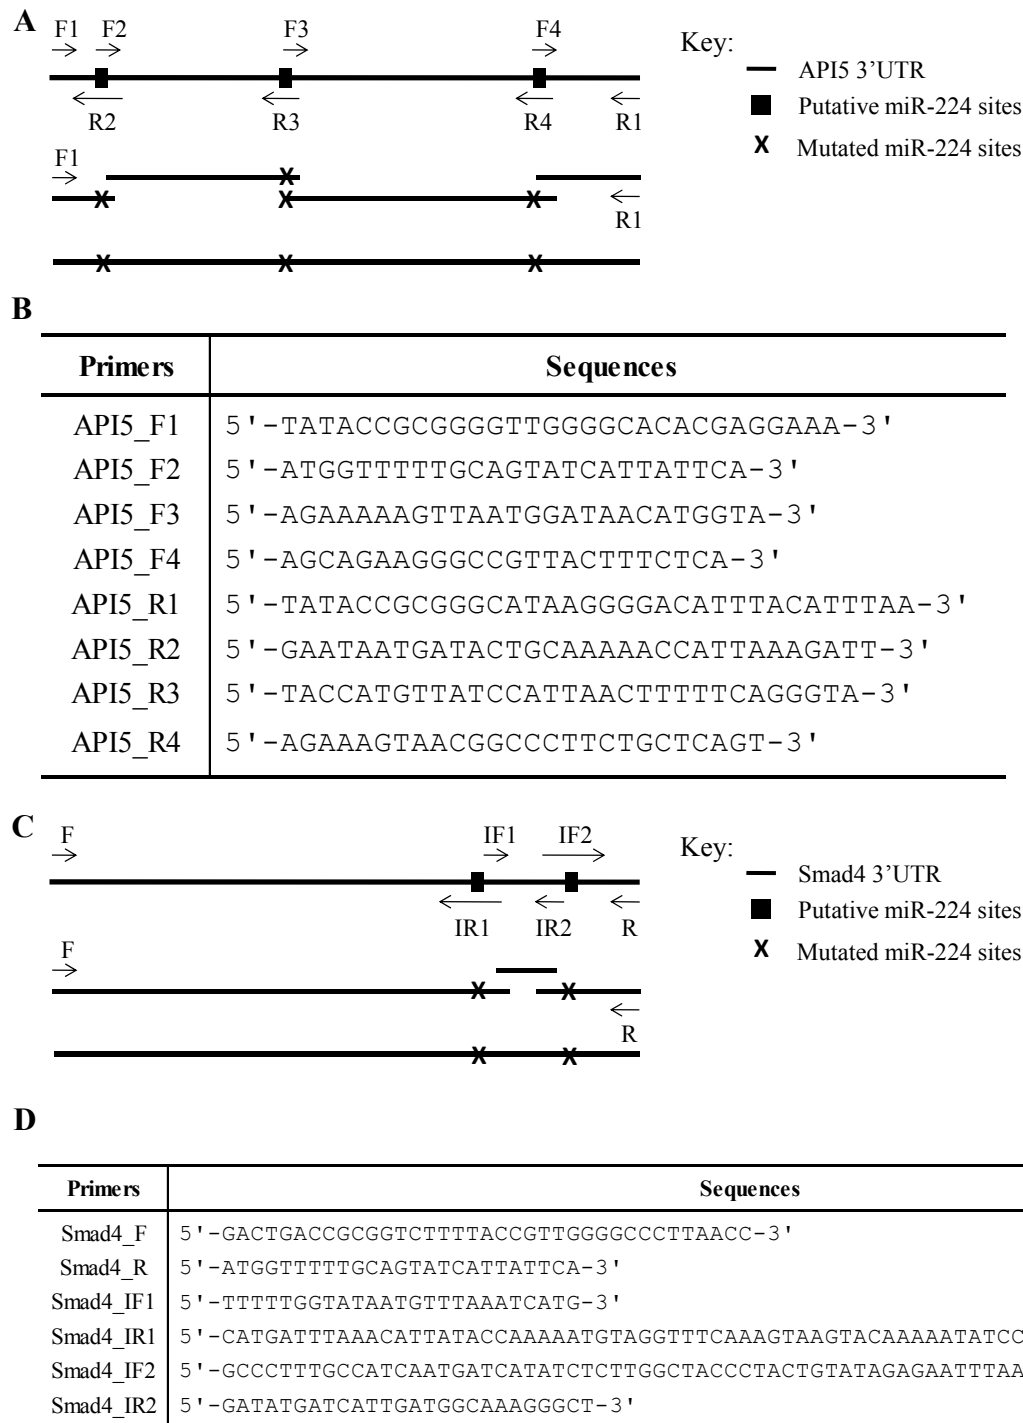 A
F1 F2 F3 F4
R2 R3 R4 R1
F1
R1
Key:
API5 3’UTR
Putative miR-224 sites
X Mutated miR-224 sites
X X X X
X X X
B
Primers Sequences
API5_F1 5'-TATACCGCGGGGTTGGGGCACACGAGGAAA-3'
API5_F2 5'-ATGGTTTTTGCAGTATCATTATTCA-3'
API5_F3 5'-AGAAAAAGTTAATGGATAACATGGTA-3'
API5_F4 5'-AGCAGAAGGGCCGTTACTTTCTCA-3'
API5_R1 5'-TATACCGCGGGCATAAGGGGACATTTACATTTAA-3'
API5_R2 5'-GAATAATGATACTGCAAAAACCATTAAAGATT-3'
API5_R3 5'-TACCATGTTATCCATTAACTTTTTCAGGGTA-3'
API5_R4 5'-AGAAAGTAACGGCCCTTCTGCTCAGT-3'
C
F IF1 IF2
IR1 IR2 R
F
R
Key:
Smad4 3’UTR
Putative miR-224 sites
X Mutated miR-224 sites
X X
X X
D
Primers Sequences
Smad4_F 5'-GACTGACCGCGGTCTTTTACCGTTGGGGCCCTTAACC-3'
Smad4_R 5'-ATGGTTTTTGCAGTATCATTATTCA-3'
Smad4_IF1 5'-TTTTTGGTATAATGTTTAAATCATG-3'
Smad4_IR1 5'-CATGATTTAAACATTATACCAAAAATGTAGGTTTCAAAGTAAGTACAAAAATATCC
Smad4_IF2 5'-GCCCTTTGCCATCAATGATCATATCTCTTGGCTACCCTACTGTATAGAGAATTTAA
Smad4_IR2 5'-GATATGATCATTGATGGCAAAGGGCT-3'